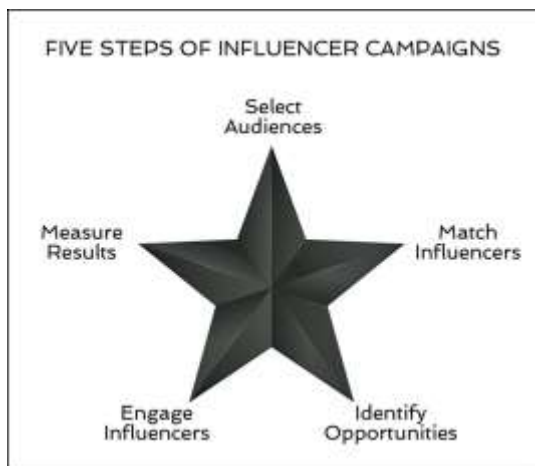 FIVE STEPS OF INFLUENCER CAMPAIGNS
Select
Audiences
Match
Influencers
Identify
Opportunities
Engage
Influencers
Measure
Results